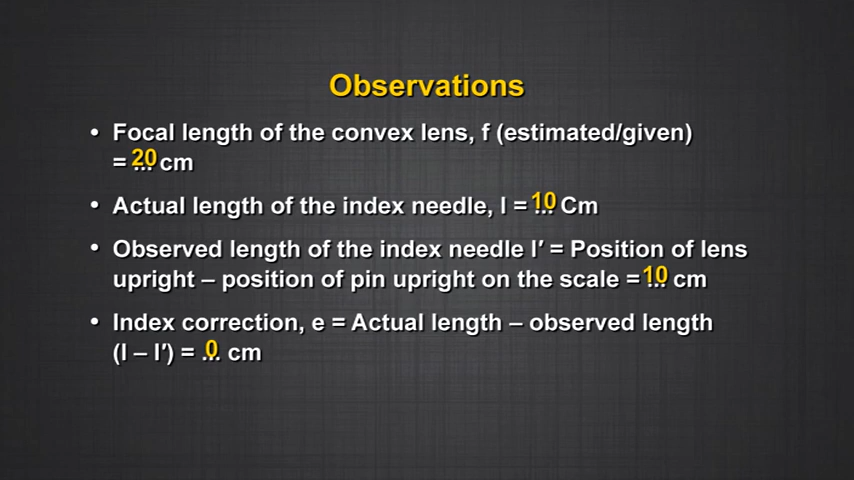 Observations
• Focal length of the convex lens, f (estimated/given)
= 20 cm
• Actual length of the index needle, l = 10 Cm
• Observed length of the index needle l′ = Position of lens
upright – position of pin upright on the scale = 10 cm
• Index correction, e = Actual length – observed length
(l – l′) = 0 cm